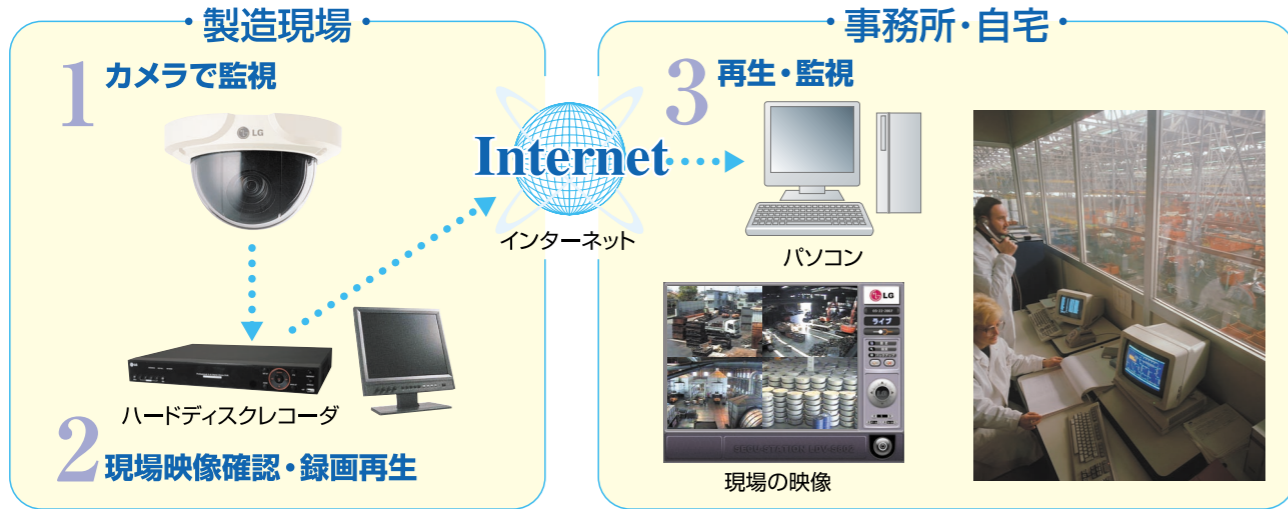 ・製造現場・
1 カメラで監視
LG
ハードディスクレコーダ
2 現場映像確認・録画再生
Internet
インターネット
・事務所・自宅・
3 再生・監視
パソコン
LG
ライブ
現場の映像